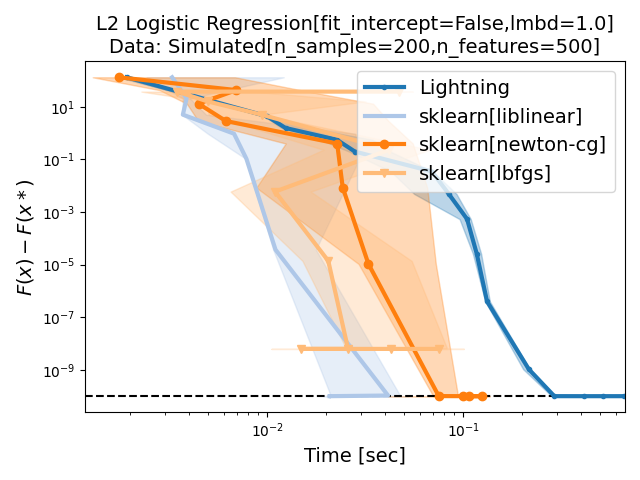 L2 Logistic Regression[fit_intercept=False,lmbd=1.0]
Data: Simulated[n_samples=200,n_features=500]
F(x) − F(x*)
10¹
10⁻¹
10⁻³
10⁻⁵
10⁻⁷
10⁻⁹
Lightning
sklearn[liblinear]
sklearn[newton-cg]
sklearn[lbfgs]
10⁻²
10⁻¹
Time [sec]